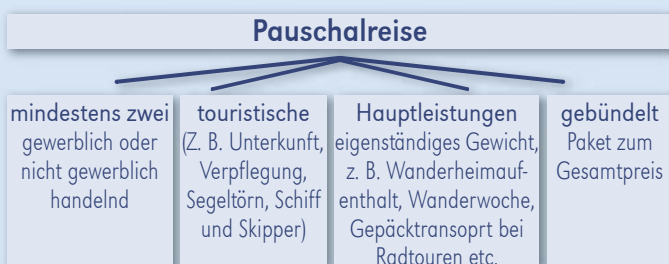 Pauschalreise
mindestens zwei
gewerblich oder
nicht gewerblich
handelnd
touristische
(Z. B. Unterkunft,
Verpflegung,
Segeltörn, Schiff
und Skipper)
Hauptleistungen
eigenständiges Gewicht,
z. B. Wanderheimauf-
enthalt, Wanderwoche,
Gepäcktransoprt bei
Radtouren etc.
gebündelt
Paket zum
Gesamtpreis